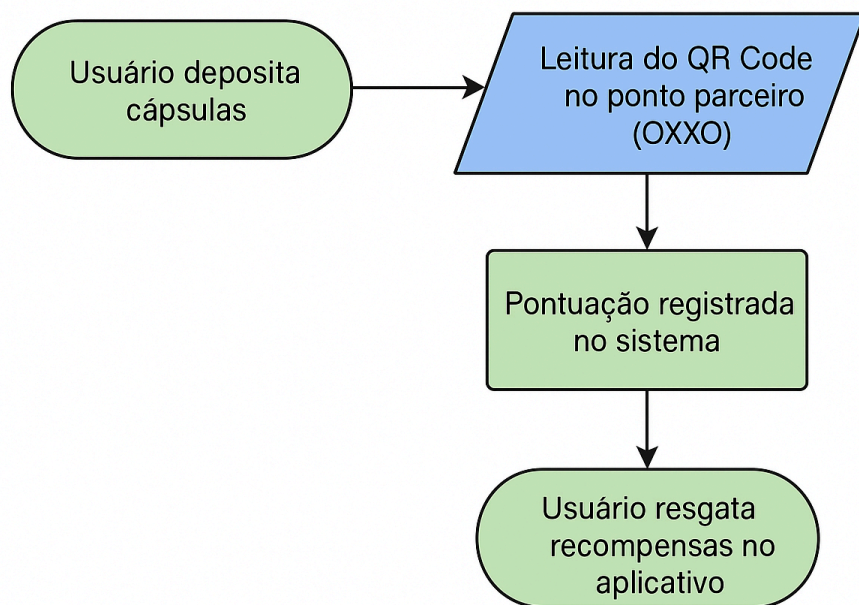 Usuário deposita
cápsulas
Leitura do QR Code
no ponto parceiro
(OXXO)
Pontuação registrada
no sistema
Usuário resgata
recompensas no
aplicativo